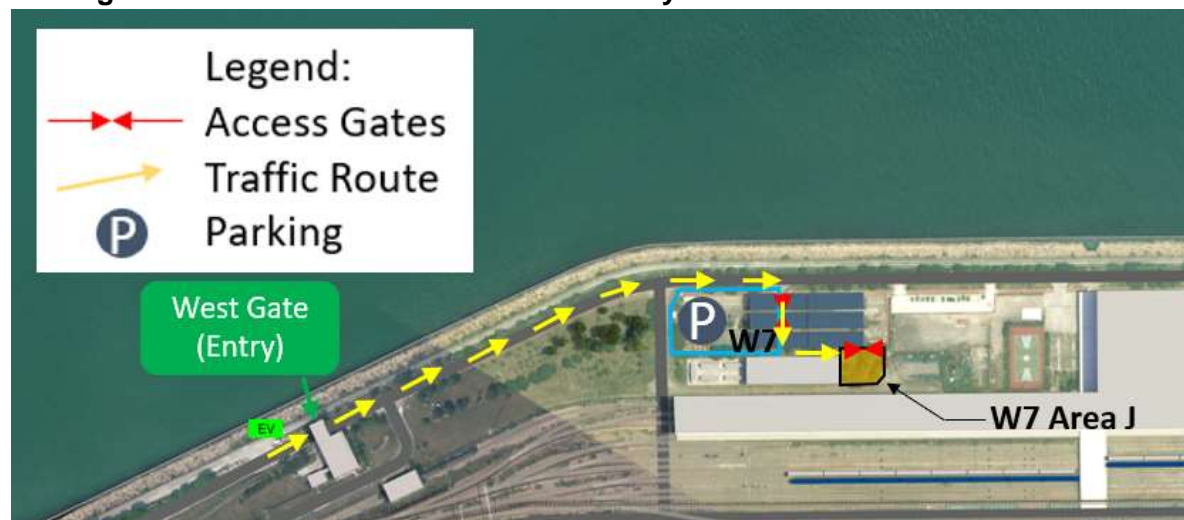 Legend:
Access Gates
Traffic Route
P
Parking
West Gate
(Entry)
EV
P
W7
W7 Area J